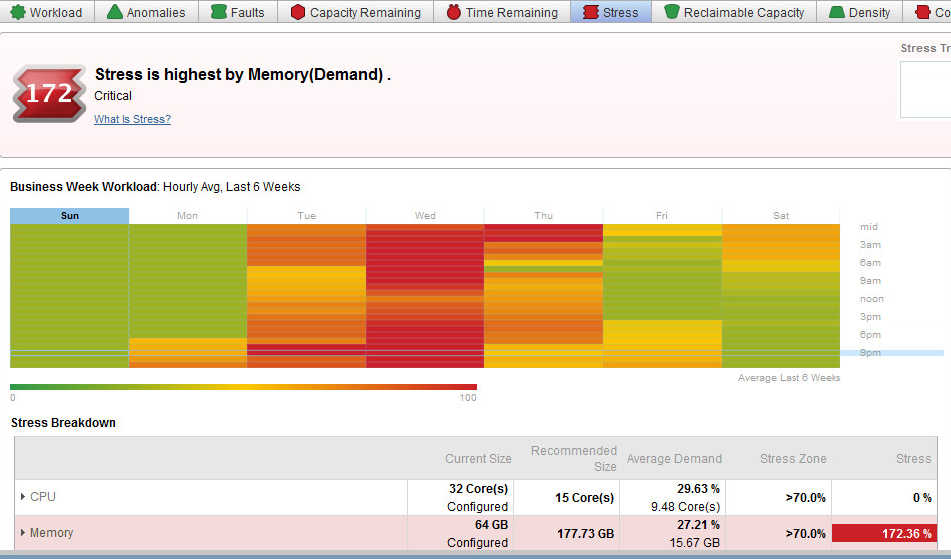 Workload Anomalies Faults Capacity Remaining Time Remaining Stress Reclaimable Capacity Density Co
Stress Tr
172 Stress is highest by Memory(Demand) .
Critical
What Is Stress?
Business Week Workload: Hourly Avg, Last 6 Weeks
Sun Mon Tue Wed Thu Fri Sat
mid
3am
6am
9am
noon
3pm
6pm
9pm
Average Last 6 Weeks
0 100
Stress Breakdown
Current Size Recommended Size Average Demand Stress Zone Stress
CPU 32 Core(s) Configured 15 Core(s) 29.63 % 9.48 Core(s) >70.0% 0 %
Memory 64 GB Configured 177.73 GB 27.21 % 15.67 GB >70.0% 172.36 %